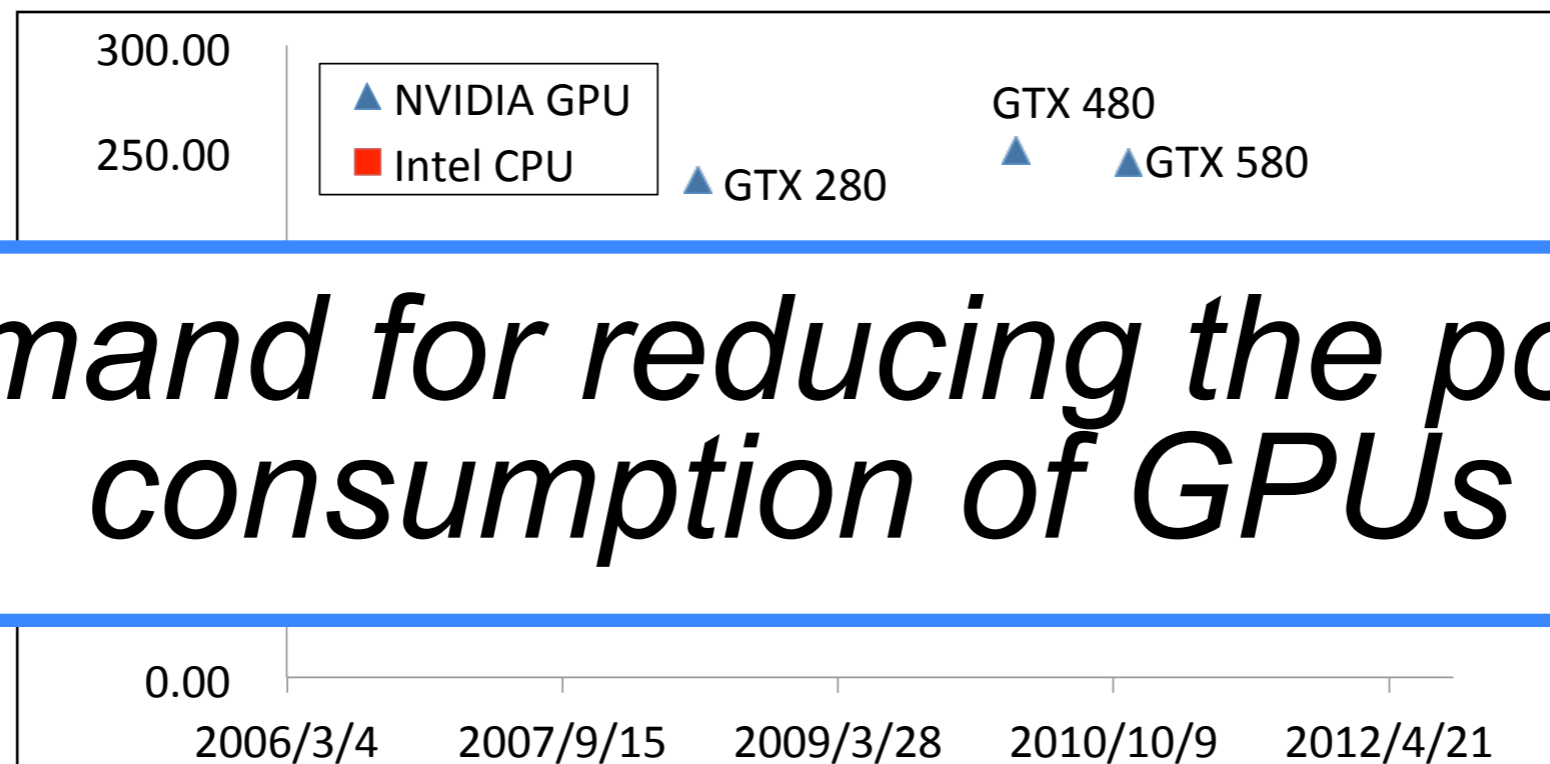 300.00
NVIDIA GPU
GTX 480
250.00
Intel CPU
GTX 580
GTX 280
mand for reducing the po
consumption of GPUs
0.00
2006/3/4 2007/9/15 2009/3/28 2010/10/9 2012/4/21